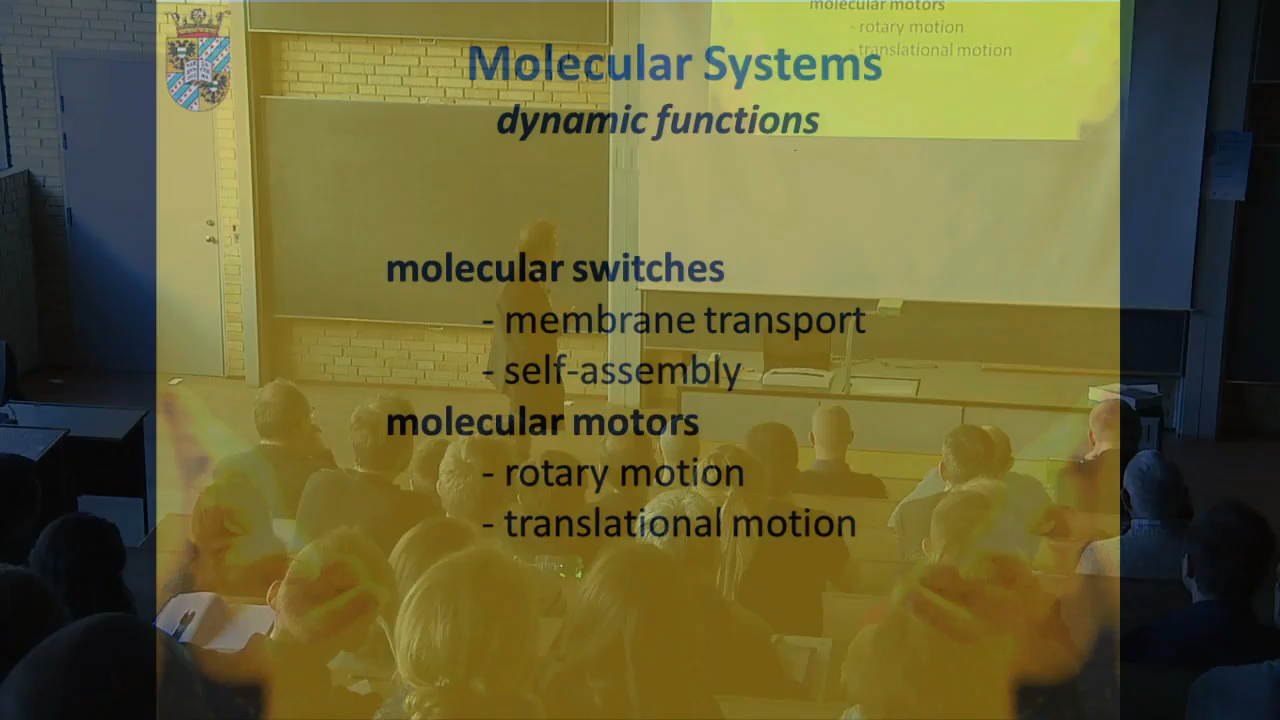 molecular motors
- rotary motion
- translational motion
Molecular Systems
dynamic functions
molecular switches
- membrane transport
- self-assembly
molecular motors
- rotary motion
- translational motion